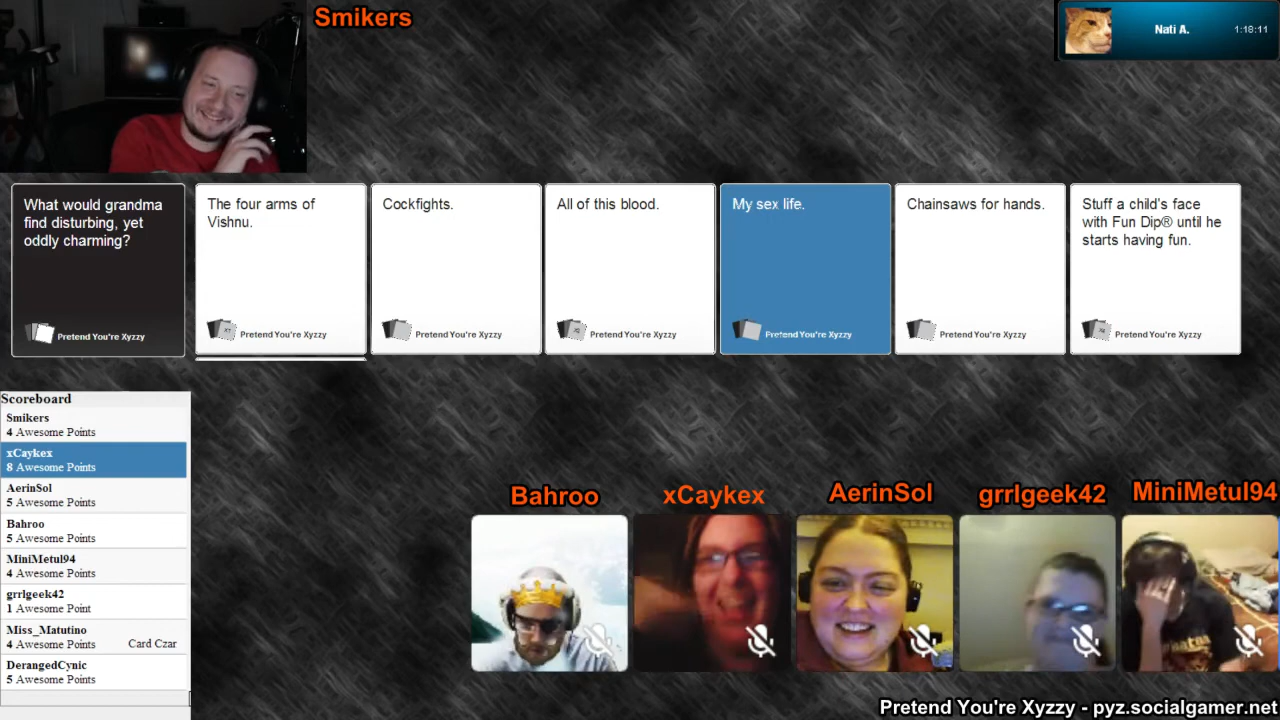 Smikers
Nati A.
1:18:11
What would grandma
find disturbing, yet
oddly charming?
Pretend You're Xyzzy
The four arms of
Vishnu.
Pretend You're Xyzzy
Cockfights.
Pretend You're Xyzzy
All of this blood.
Pretend You're Xyzzy
My sex life.
Pretend You're Xyzzy
Chainsaws for hands.
Pretend You're Xyzzy
Stuff a child's face
with Fun Dip® until he
starts having fun.
Pretend You're Xyzzy
Scoreboard
Smikers
4 Awesome Points
xCaykex
8 Awesome Points
AerinSol
5 Awesome Points
Bahroo
5 Awesome Points
MiniMetul94
4 Awesome Points
grrlgeek42
1 Awesome Point
Miss_Matutino
4 Awesome Points Card Czar
DerangedCynic
5 Awesome Points
Bahroo
xCaykex
AerinSol
grrlgeek42
MiniMetul94
Pretend You're Xyzzy - pyz.socialgamer.net